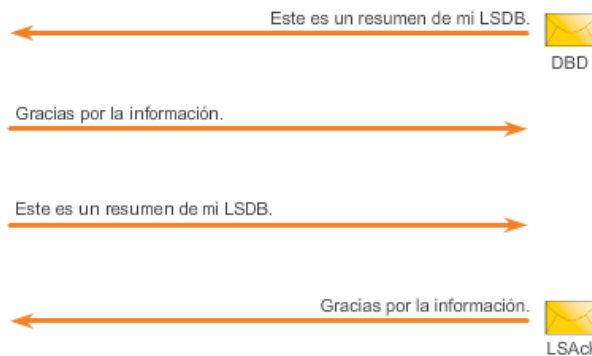 Este es un resumen de mi LSDB.
DBD
Gracias por la información.
Este es un resumen de mi LSDB.
Gracias por la información.
LSAck